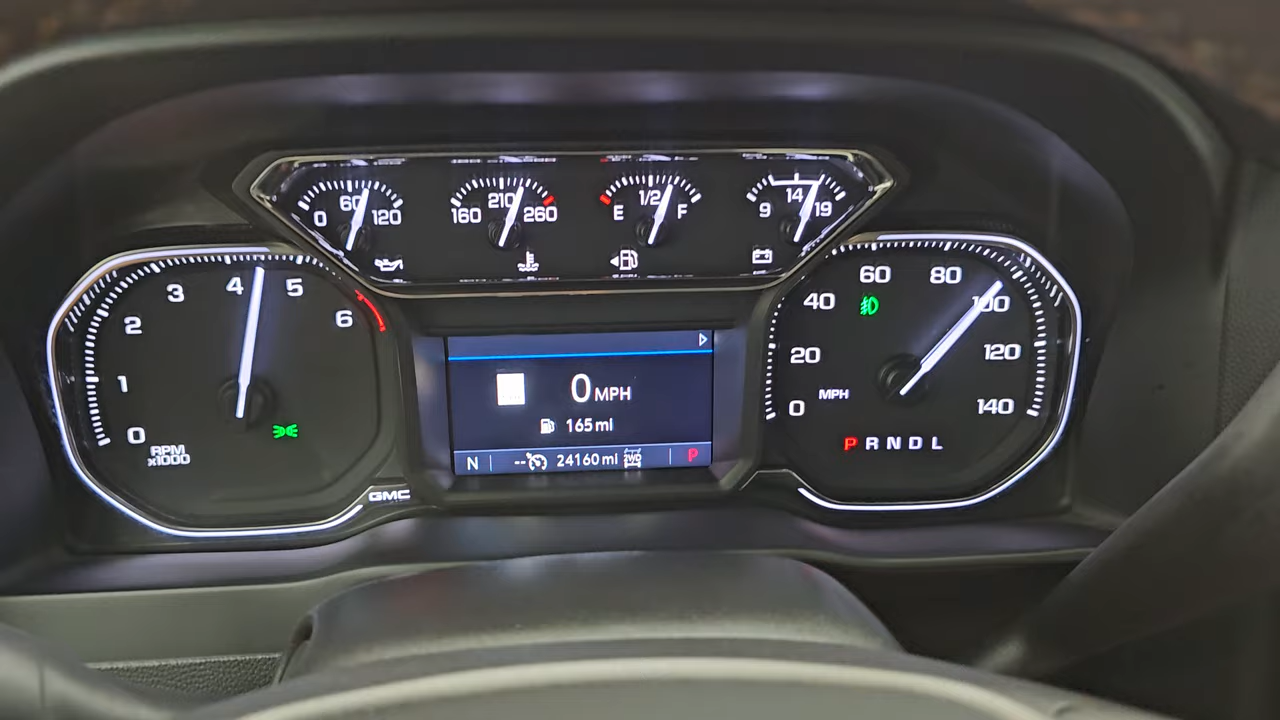 0 60 120
160 210 260
E 1/2 F
9 14 19
0 1 2 3 4 5 6
RPM
x1000
GMC
0 MPH
165 mi
N -- 24160 mi 2WD P
0 20 40 60 80 100 120 140
MPH
P R N D L